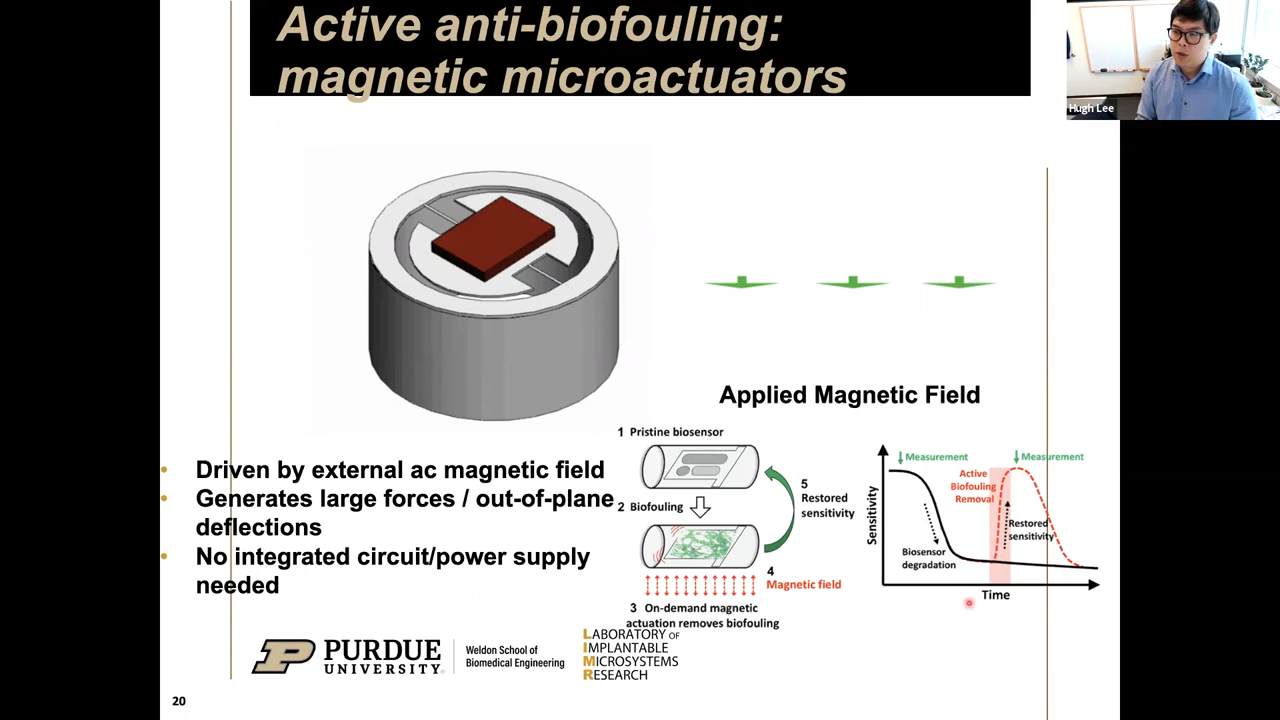 Active anti-biofouling:
magnetic microactuators
Hugh Lee
Applied Magnetic Field
• Driven by external ac magnetic field
• Generates large forces / out-of-plane
deflections
• No integrated circuit/power supply
needed
1 Pristine biosensor
2 Biofouling
3 On-demand magnetic
actuation removes biofouling
4
Magnetic field
5
Restored
sensitivity
Measurement
Measurement
Active
Biofouling
Removal
Restored
sensitivity
Biosensor
degradation
Sensitivity
Time
PURDUE
UNIVERSITY®
Weldon School of
Biomedical Engineering
LABORATORY OF
IMPLANTABLE
MICROSYSTEMS
RESEARCH
20